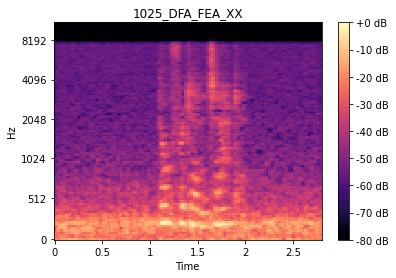 1025_DFA_FEA_XX
Hz
8192
4096
2048
1024
512
0
0
0.5
1
1.5
2
2.5
Time
+0 dB
-10 dB
-20 dB
-30 dB
-40 dB
-50 dB
-60 dB
-70 dB
-80 dB